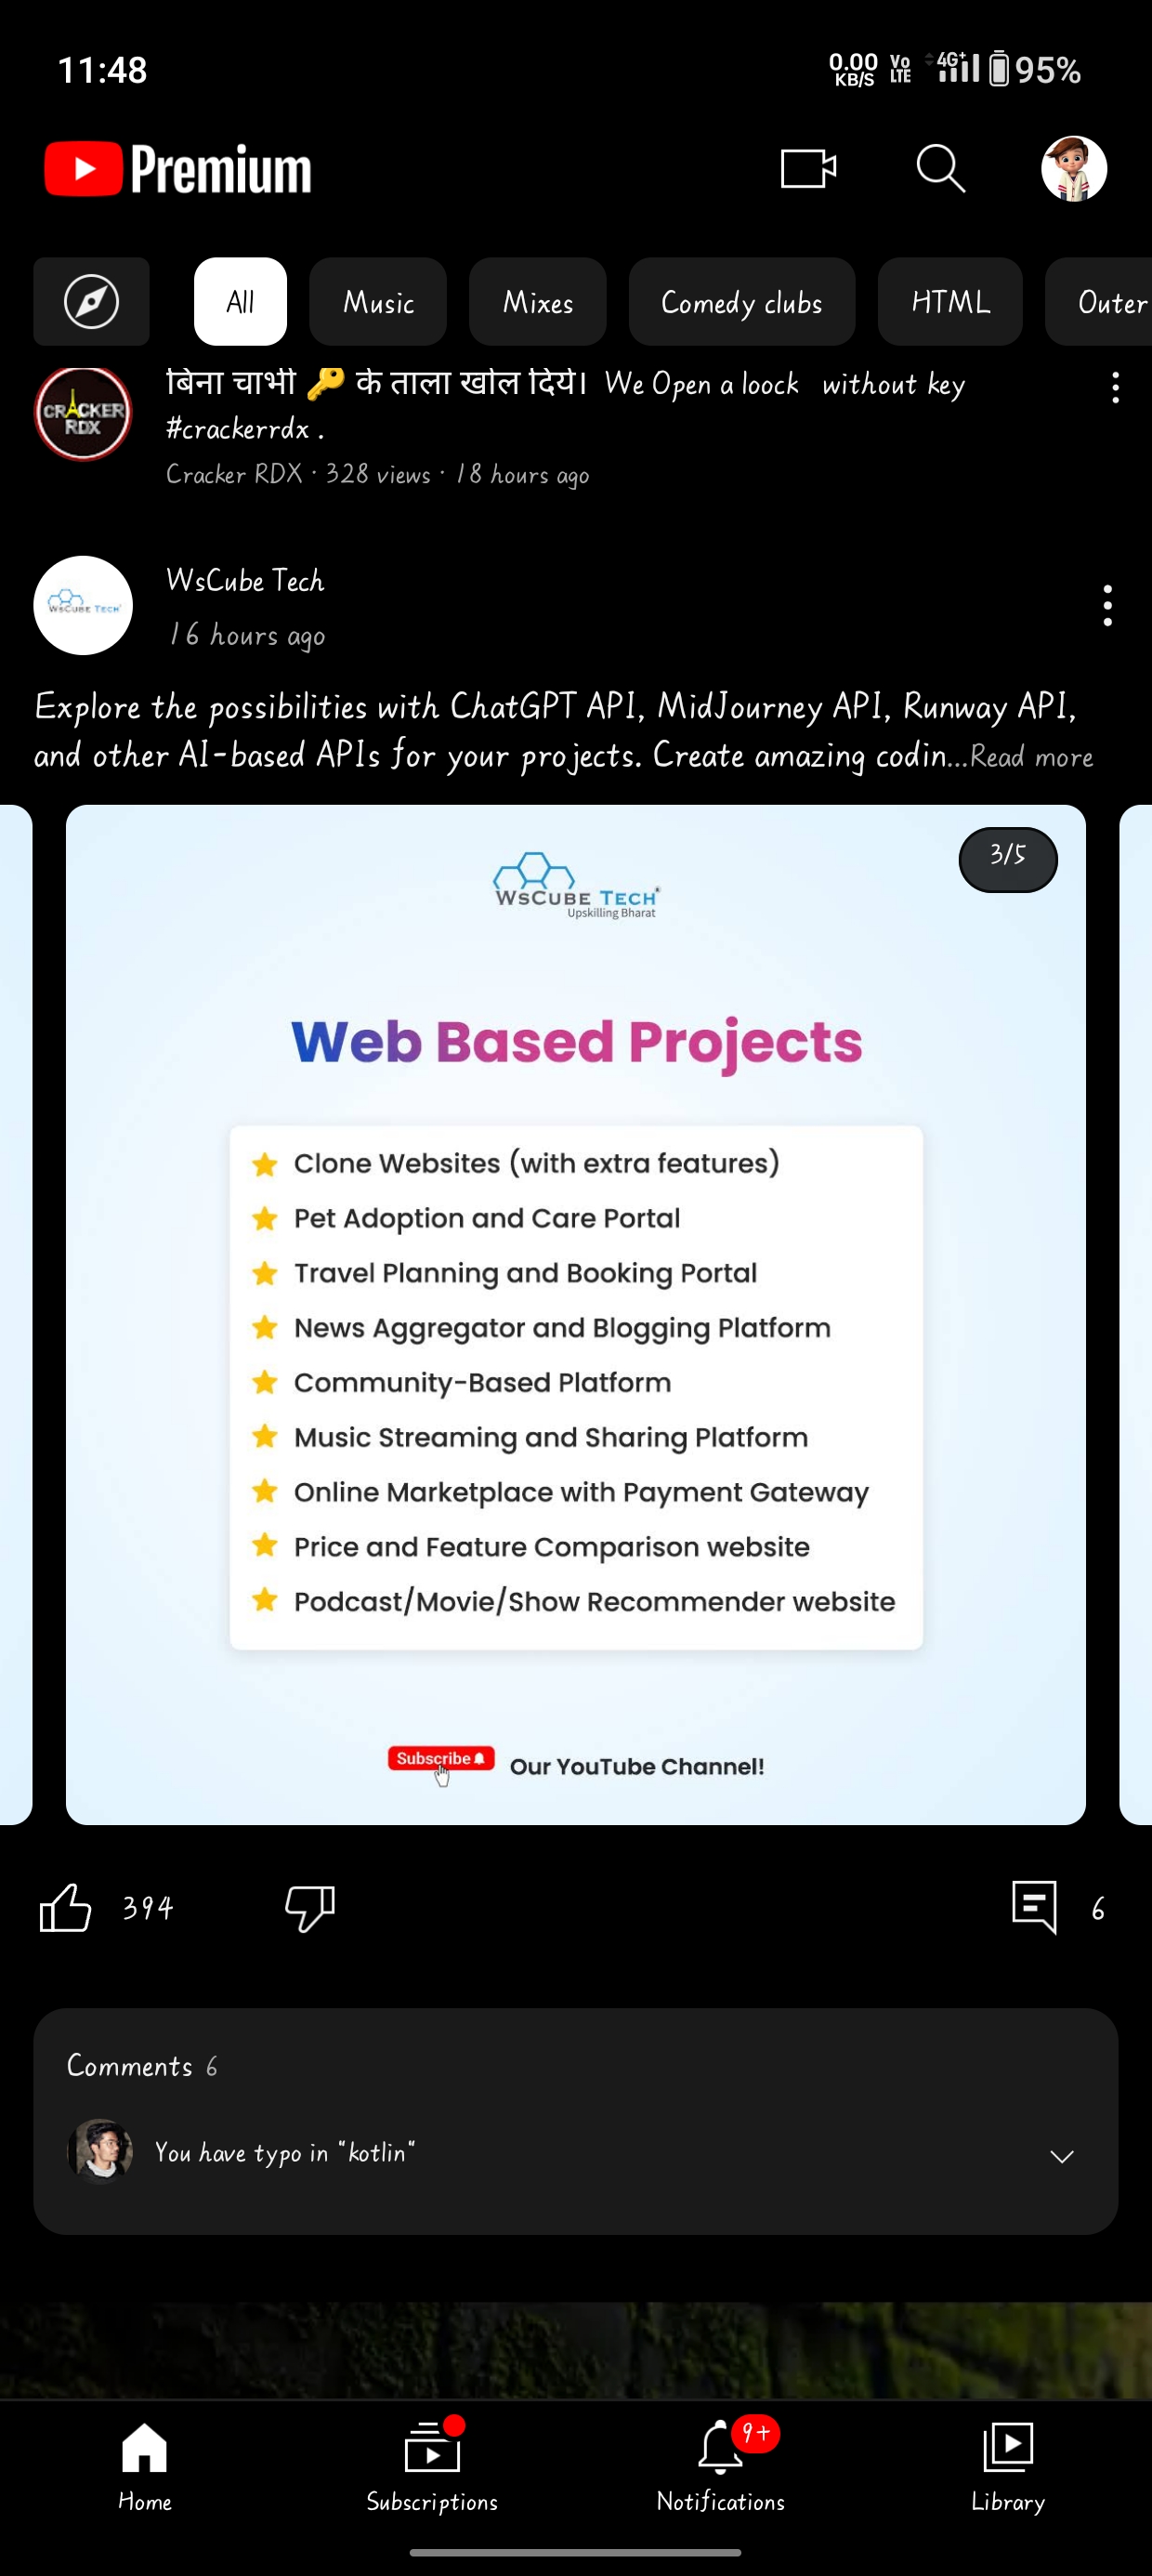 11:48
0.00 KB/S Vo LTE 4G+ 95%
Premium
All Music Mixes Comedy clubs HTML Outer
CRACKER RDX
बिना चाभी 🔑 के ताला खोल दिये। We Open a loock without key
#crackerrdx .
Cracker RDX · 328 views · 18 hours ago
WSCUBE TECH
WsCube Tech
16 hours ago
Explore the possibilities with ChatGPT API, MidJourney API, Runway API,
and other AI-based APIs for your projects. Create amazing codin...Read more
3/5
WSCUBE TECH
Upskilling Bharat
Web Based Projects
Clone Websites (with extra features)
Pet Adoption and Care Portal
Travel Planning and Booking Portal
News Aggregator and Blogging Platform
Community-Based Platform
Music Streaming and Sharing Platform
Online Marketplace with Payment Gateway
Price and Feature Comparison website
Podcast/Movie/Show Recommender website
Subscribe Our YouTube Channel!
394 6
Comments 6
You have typo in "kotlin"
9+
Home Subscriptions Notifications Library